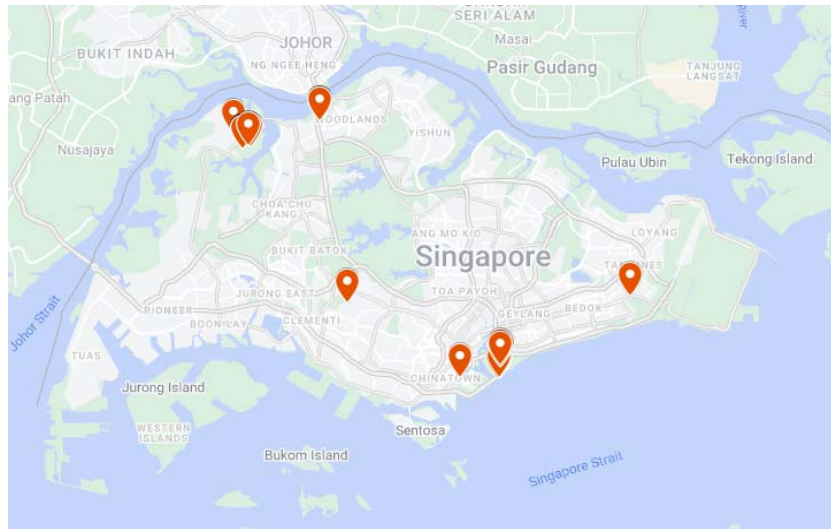 SERI ALAM
River
JOHOR
Masai
BUKIT INDAH
NG NGEE HENG
Pasir Gudang
TANJUNG
LANGSAT
ang Patah
WOODLANDS
YISHUN
Nusajaya
Pulau Ubin
Tekong Island
CHOA CHU
KANG
ANG MO KIO
LOYANG
BUKIT BATOK
Singapore
TAMPINES
JURONG EAST
TOA PAYOH
PIONEER
GEYLANG
BEDOK
BOON LAY
CLEMENTI
Johor Strait
TUAS
CHINATOWN
Jurong Island
WESTERN
ISLANDS
Sentosa
Bukom Island
Singapore Strait